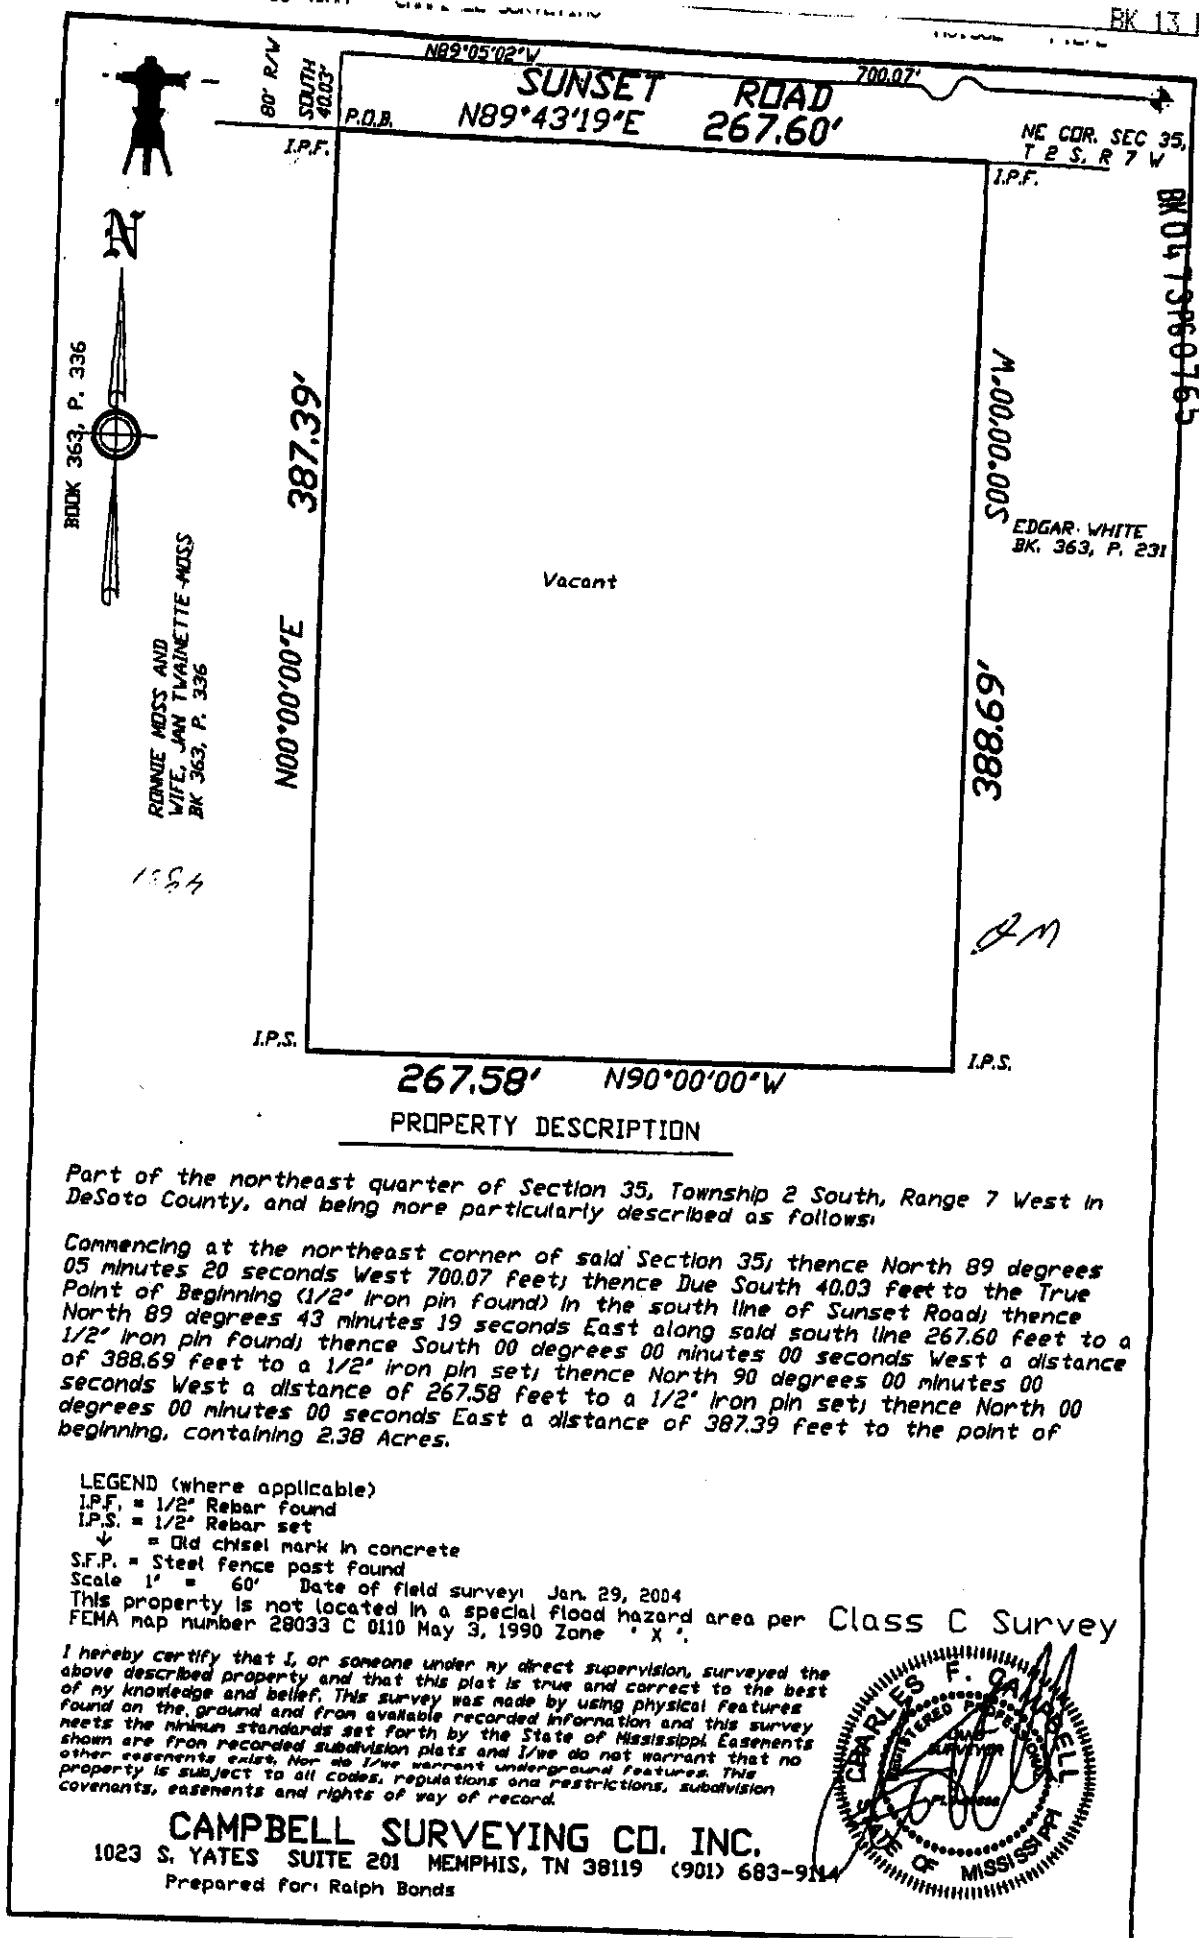 BK 13
N89°05'02"W
700.07'
80' R/W
SOUTH
40.03'
P.O.B.
SUNSET ROAD
N89°43'19"E 267.60'
NE COR. SEC 35,
T 2 S, R 7 W
I.P.F.
I.P.F.
N
BK0473PG0765
BOOK 363, P. 336
387.39'
N00°00'00"E
S00°00'00"W
388.69'
EDGAR WHITE
BK. 363, P. 231
Vacant
RONNIE MOSS AND
WIFE, JAN TWAINETTE MOSS
BK 363, P. 336
I.P.S.
I.P.S.
267.58' N90°00'00"W
PROPERTY DESCRIPTION
Part of the northeast quarter of Section 35, Township 2 South, Range 7 West in
DeSoto County, and being more particularly described as follows:
Commencing at the northeast corner of said Section 35; thence North 89 degrees
05 minutes 20 seconds West 700.07 feet; thence Due South 40.03 feet to the True
Point of Beginning (1/2" iron pin found) in the south line of Sunset Road; thence
North 89 degrees 43 minutes 19 seconds East along said south line 267.60 feet to a
1/2" iron pin found; thence South 00 degrees 00 minutes 00 seconds West a distance
of 388.69 feet to a 1/2" iron pin set; thence North 90 degrees 00 minutes 00
seconds West a distance of 267.58 feet to a 1/2" iron pin set; thence North 00
degrees 00 minutes 00 seconds East a distance of 387.39 feet to the point of
beginning, containing 2.38 Acres.
LEGEND (where applicable)
I.P.F. = 1/2" Rebar found
I.P.S. = 1/2" Rebar set
= Old chisel mark in concrete
S.F.P. = Steel fence post found
Scale 1" = 60' Date of field survey: Jan. 29, 2004
This property is not located in a special flood hazard area per
FEMA map number 28033 C 0110 May 3, 1990 Zone " X ".
Class C Survey
I hereby certify that I, or someone under my direct supervision, surveyed the
above described property and that this plat is true and correct to the best
of my knowledge and belief. This survey was made by using physical features
found on the ground and from available recorded information and this survey
meets the minimum standards set forth by the State of Mississippi. Easements
shown are from recorded subdivision plats and I/we do not warrant that no
other easements exist. Nor do I/we warrant underground features. This
property is subject to all codes, regulations and restrictions, subdivision
covenants, easements and rights of way of record.
CHARLES F. CAMPBELL
REGISTERED PROFESSIONAL
LAND
SURVEYOR
STATE OF MISSISSIPPI
CAMPBELL SURVEYING CO. INC.
1023 S. YATES SUITE 201 MEMPHIS, TN 38119 (901) 683-9114
Prepared for: Ralph Bonds